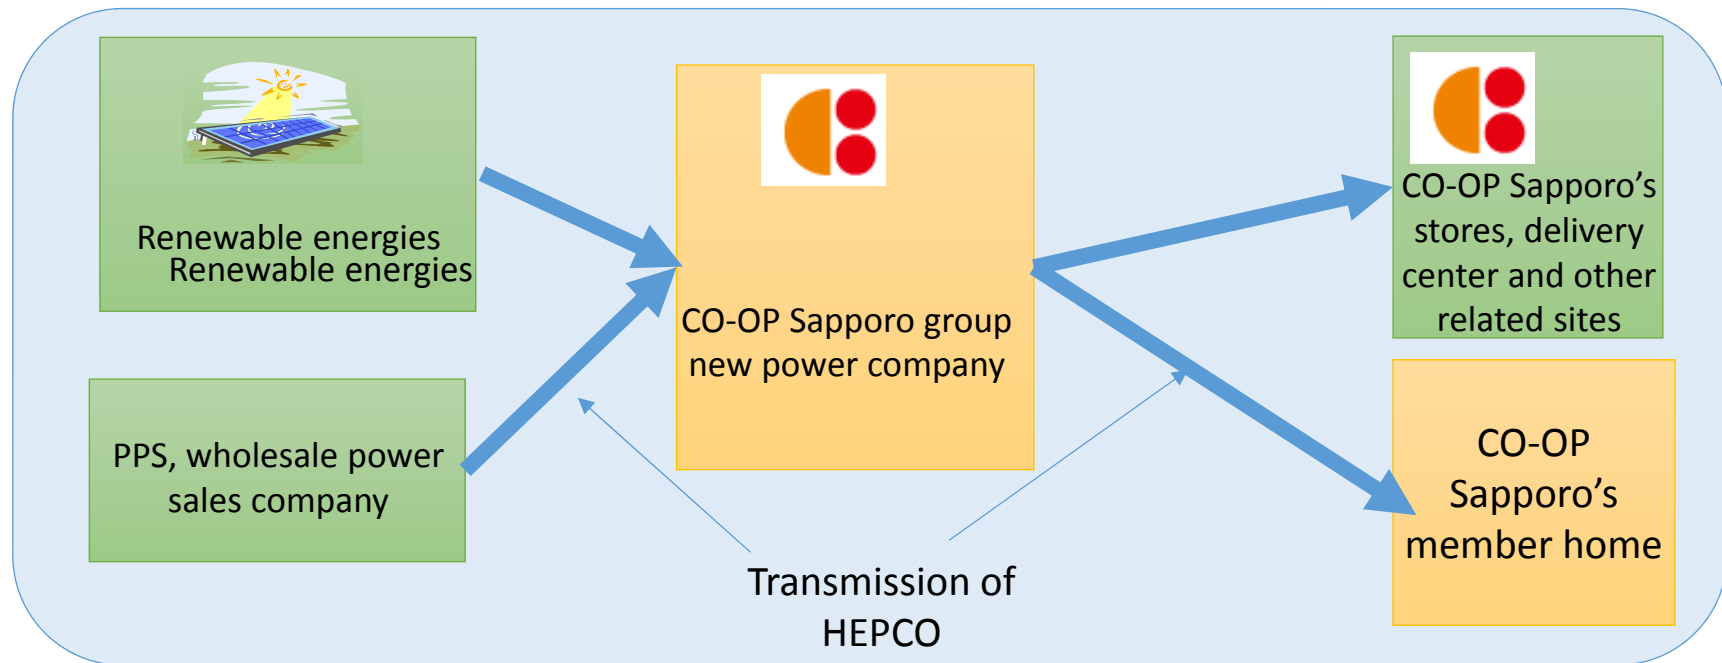 Renewable energies
Renewable energies
PPS, wholesale power
sales company
CO-OP Sapporo group
new power company
Transmission of
HEPCO
CO-OP Sapporo’s
stores, delivery
center and other
related sites
CO-OP
Sapporo’s
member home